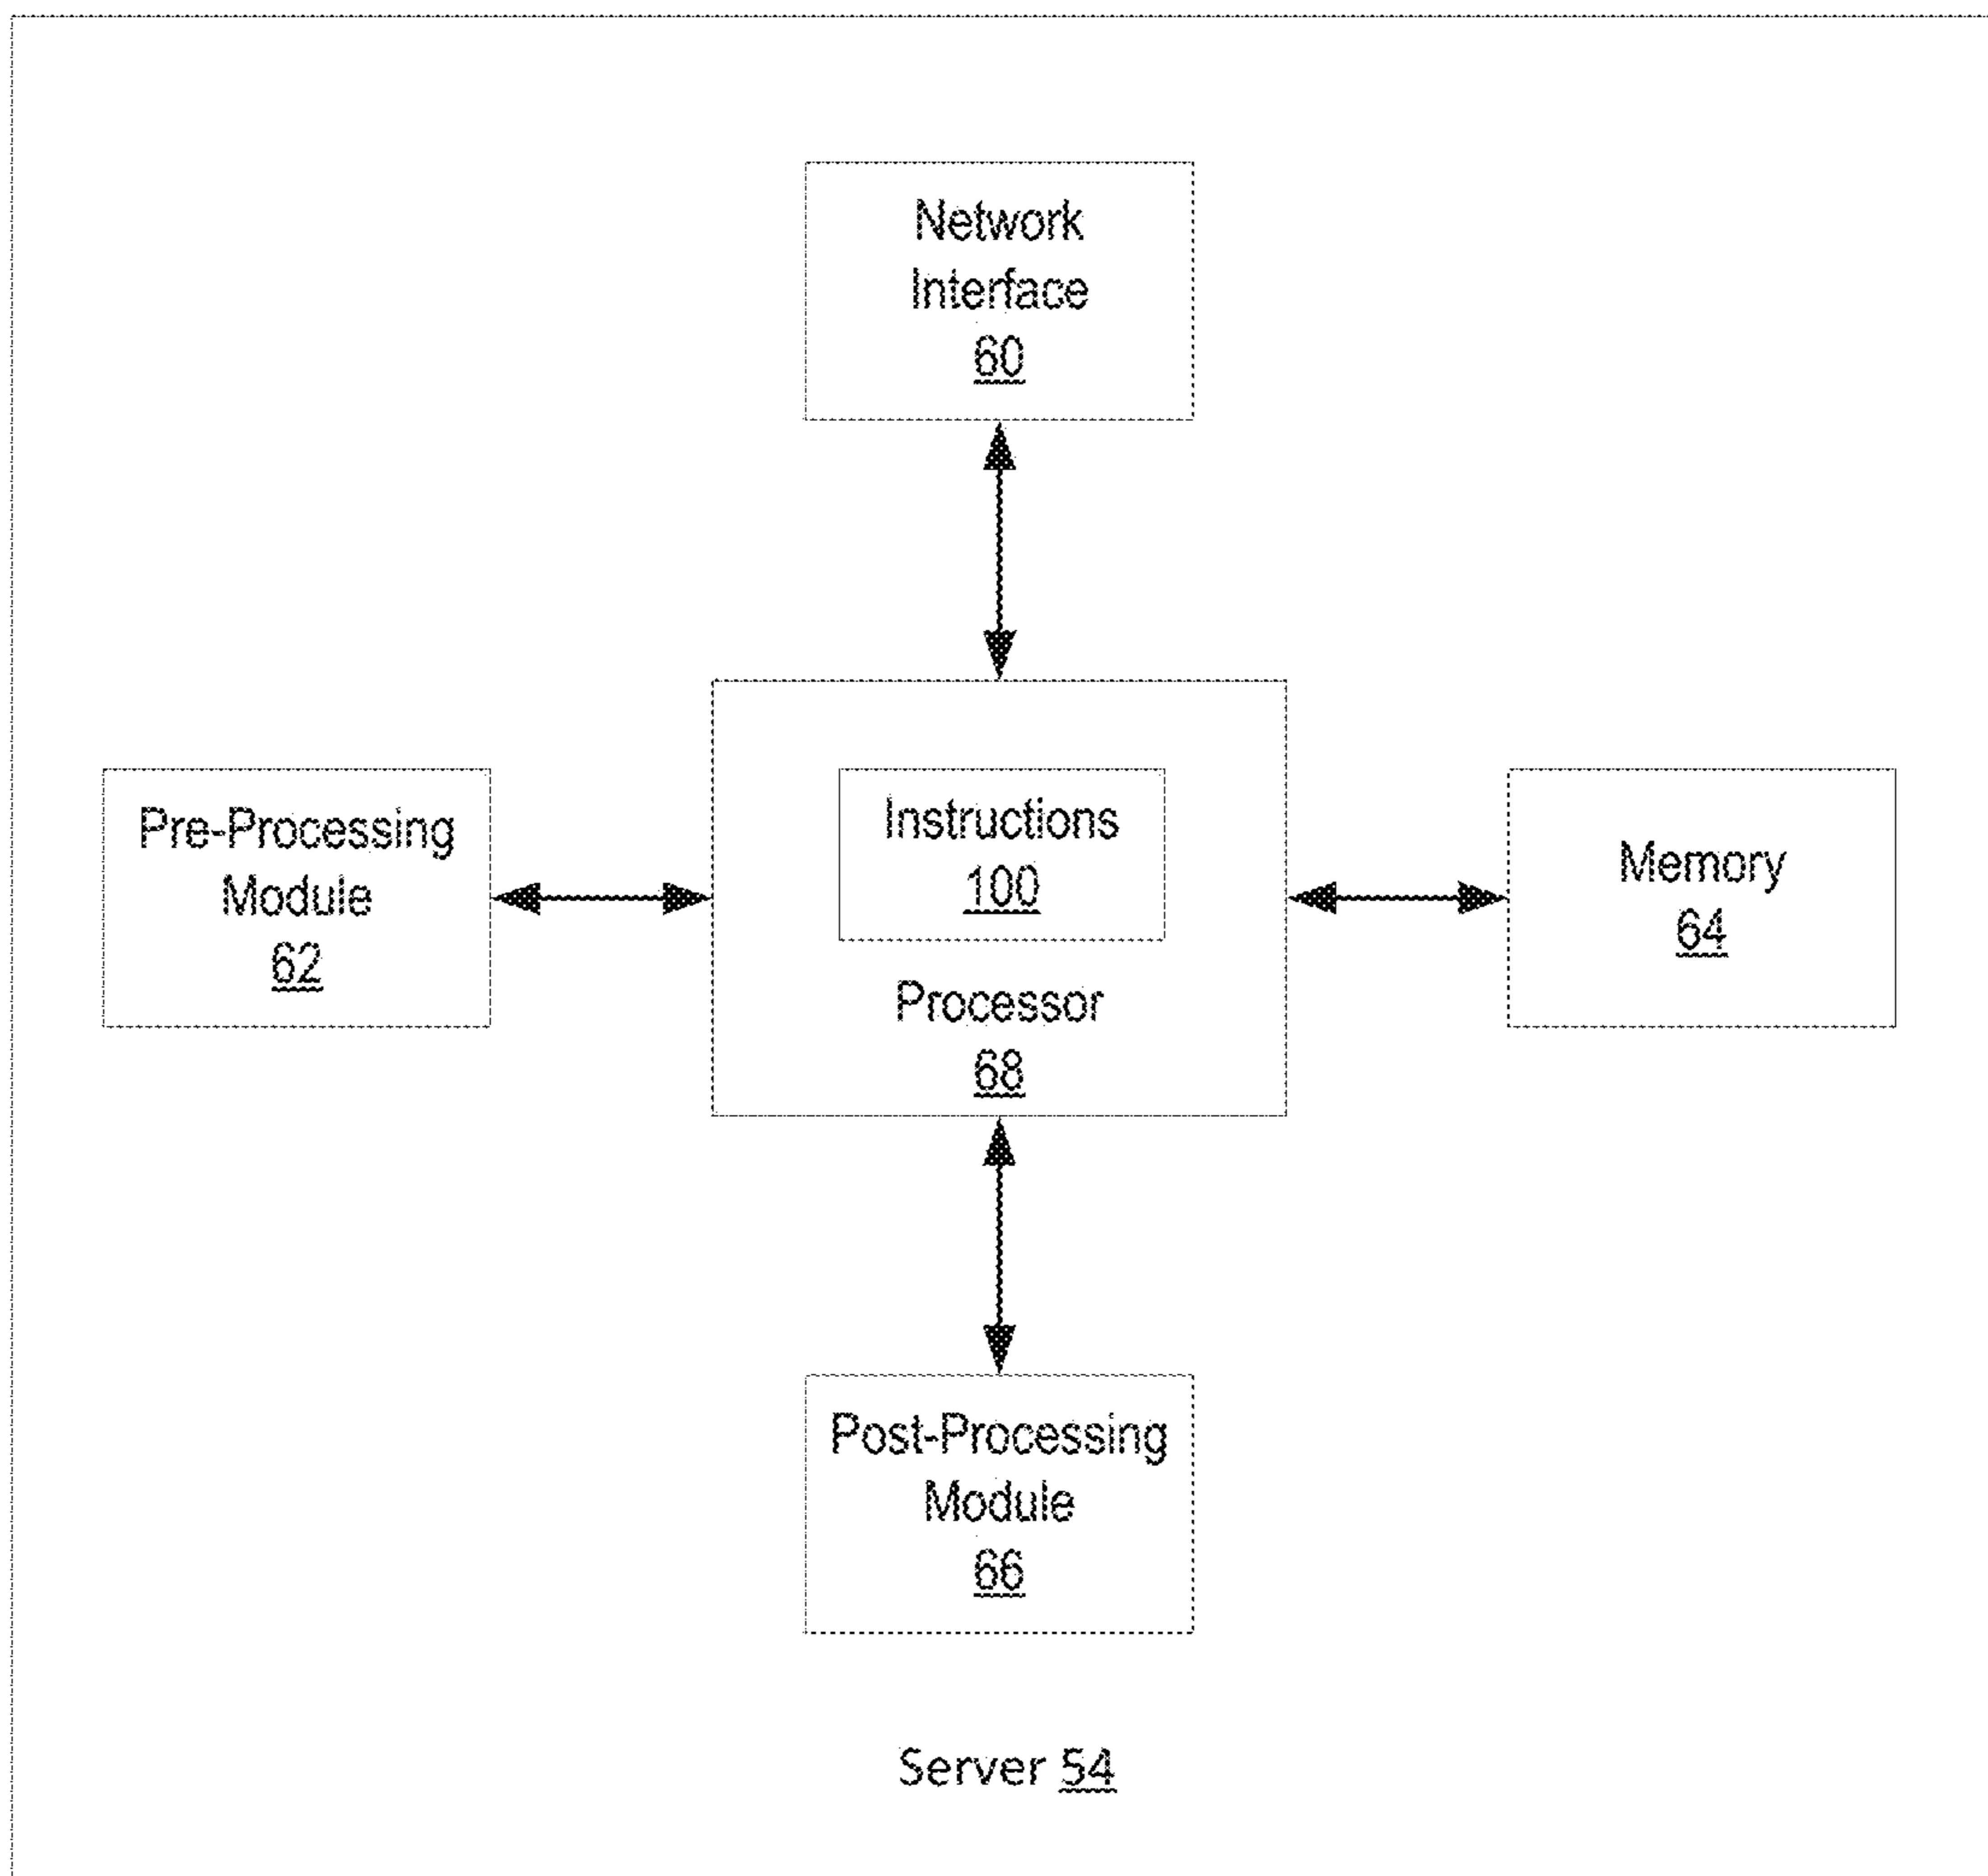 Network
Interface
60
Pre-Processing
Module
62
Instructions
100
Processor
68
Memory
64
Post-Processing
Module
66
Server 54